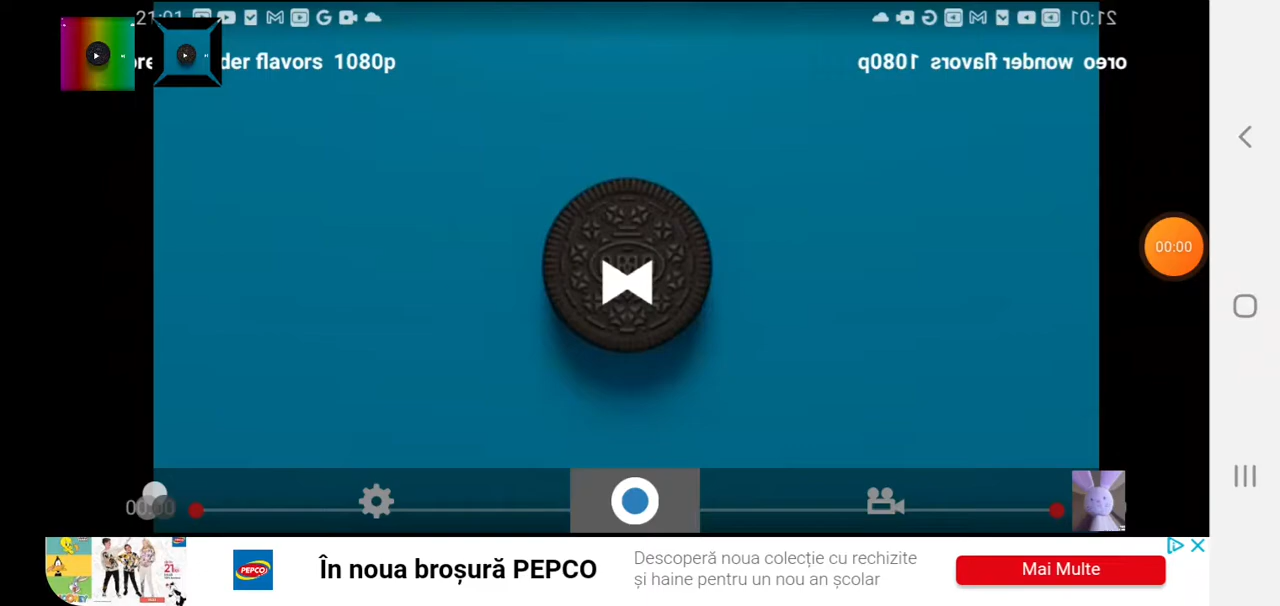 21:01
21:01
der flavors 1080p
oreo wonder flavors 1080p
00:00
00:00
PEPCO
În noua broșură PEPCO
Descoperă noua colecție cu rechizite
și haine pentru un nou an școlar
Mai Multe